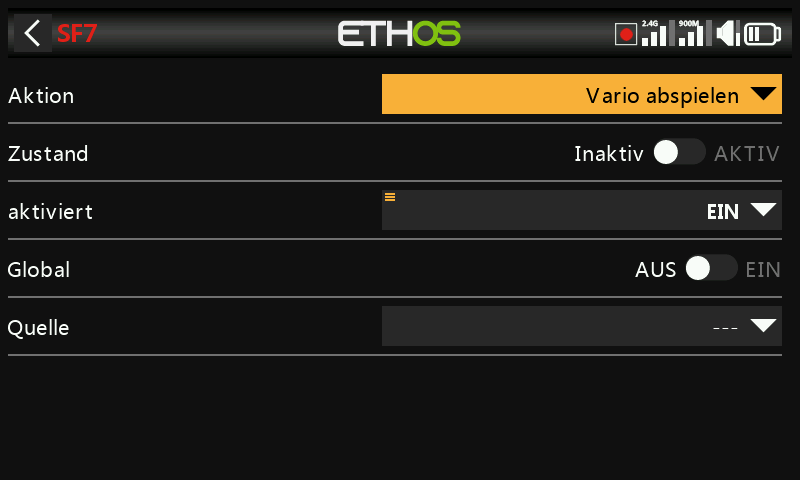 SF7 ETHOS 2.4G 900M
Aktion Vario abspielen
Zustand Inaktiv AKTIV
aktiviert EIN
Global AUS EIN
Quelle ---